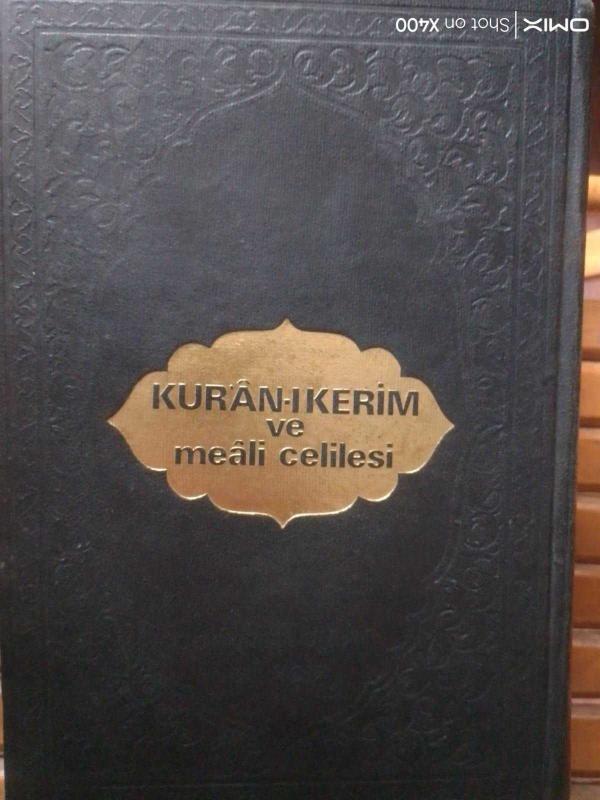 OMIX | Shot on X400
KUR'ÂN-I KERİM
ve
meâli celilesi